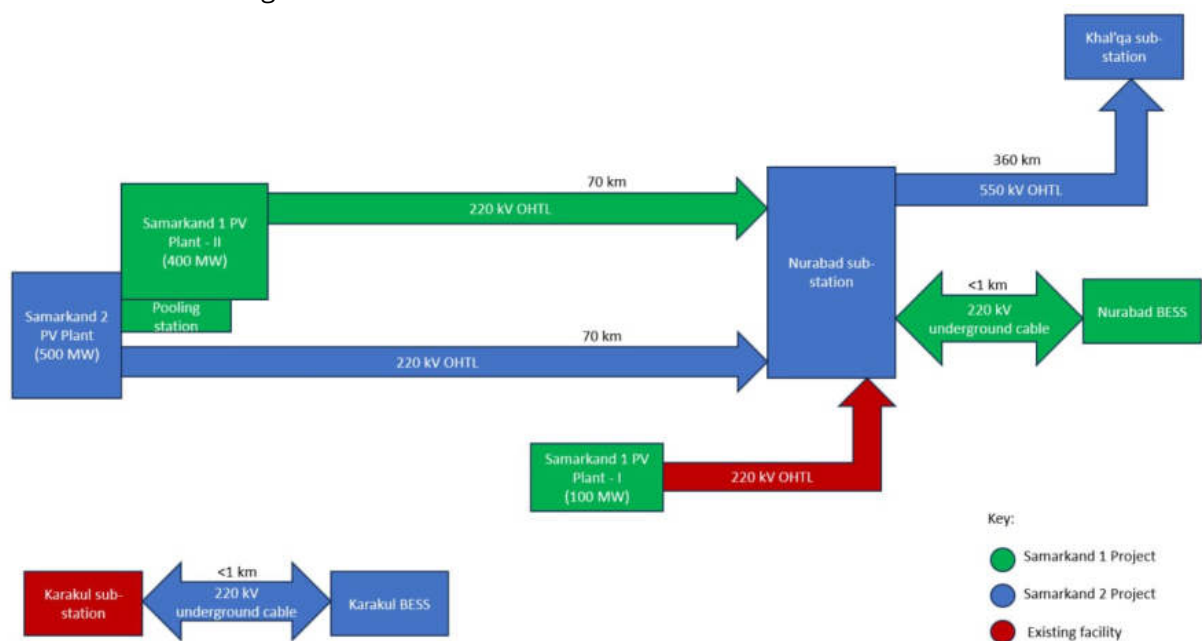 Khal'qa sub-
station
360 km
550 kV OHTL
70 km
220 kV OHTL
Samarkand 1 PV
Plant - II
(400 MW)
Pooling
station
Samarkand 2
PV Plant
(500 MW)
70 km
220 kV OHTL
Nurabad sub-
station
<1 km
220 kV
underground cable
Nurabad BESS
Samarkand 1 PV
Plant - I
(100 MW)
220 kV OHTL
Karakul sub-
station
<1 km
220 kV
underground cable
Karakul BESS
Key:
Samarkand 1 Project
Samarkand 2 Project
Existing facility